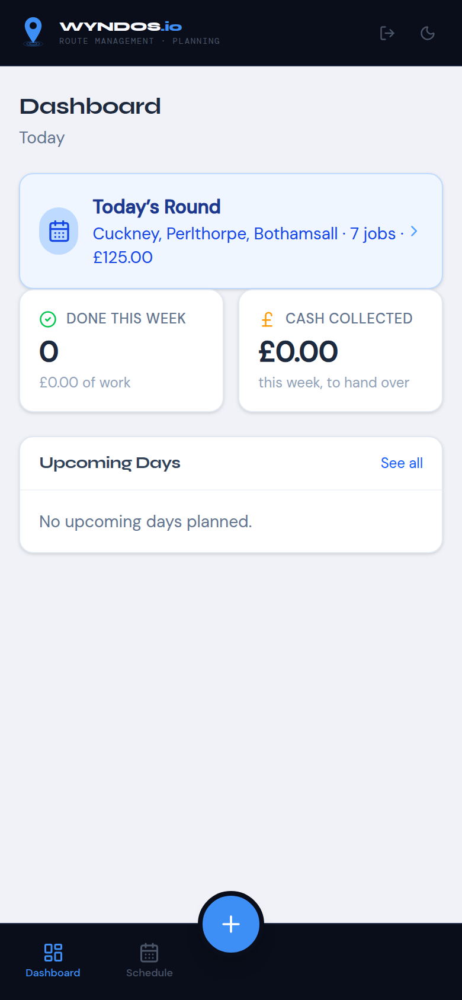 WYNDOS.io
ROUTE MANAGEMENT · PLANNING
Dashboard
Today
Today's Round
Cuckney, Perlthorpe, Bothamsall · 7 jobs ·
£125.00
DONE THIS WEEK
0
£0.00 of work
CASH COLLECTED
£0.00
this week, to hand over
Upcoming Days
See all
No upcoming days planned.
Dashboard
Schedule